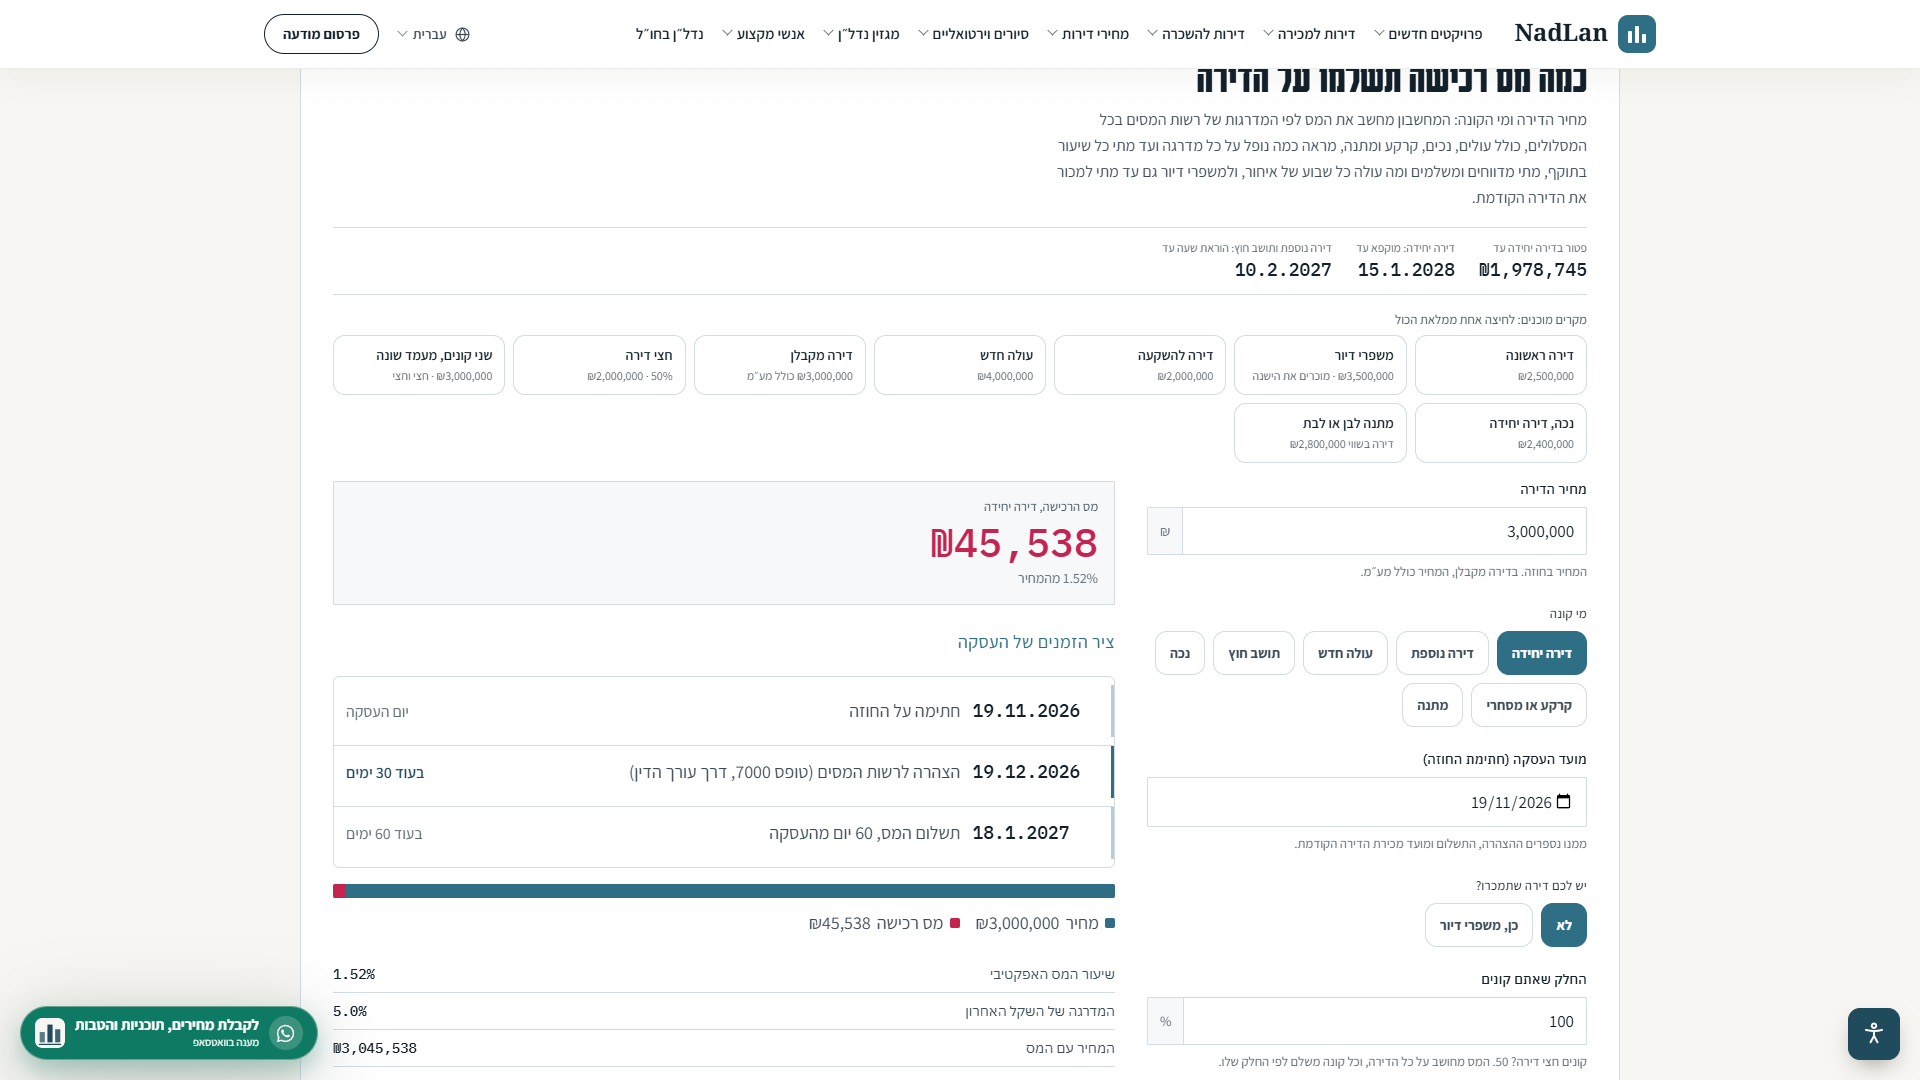 NadLan
פרויקטים חדשים
דירות למכירה
דירות להשכרה
מחירי דירות
סיורים וירטואליים
מגזין נדל״ן
אנשי מקצוע
נדל״ן בחו״ל
עברית
פרסום מודעה
כמה מס רכישה תשלמו על הדירה
מחיר הדירה ומי הקונה: המחשבון מחשב את המס לפי המדרגות של רשות המסים בכל
המסלולים, כולל עולים, נכים, קרקע ומתנה, מראה כמה נופל על כל מדרגה ועד מתי כל שיעור
בתוקף, מתי מדווחים ומשלמים ומה עולה כל שבוע של איחור, ולמשפרי דיור גם עד מתי למכור
את הדירה הקודמת.
פטור בדירה יחידה עד
₪1,978,745
דירה יחידה: מוקפא עד
15.1.2028
דירה נוספת ותושב חוץ: הוראת שעה עד
10.2.2027
מקרים מוכנים: לחיצה אחת ממלאת הכול
דירה ראשונה
₪2,500,000
משפרי דיור
₪3,500,000 · מוכרים את הישנה
דירה להשקעה
₪2,000,000
עולה חדש
₪4,000,000
דירה מקבלן
₪3,000,000 כולל מע״מ
חצי דירה
50% · ₪2,000,000
שני קונים, מעמד שונה
₪3,000,000 · חצי וחצי
נכה, דירה יחידה
₪2,400,000
מתנה לבן או לבת
דירה בשווי ₪2,800,000
מחיר הדירה
3,000,000
₪
המחיר בחוזה. בדירה מקבלן, המחיר כולל מע״מ.
מי קונה
דירה יחידה
דירה נוספת
עולה חדש
תושב חוץ
נכה
קרקע או מסחרי
מתנה
מועד העסקה (חתימת החוזה)
19/11/2026
ממנו נספרים ההצהרה, התשלום ומועד מכירת הדירה הקודמת.
יש לכם דירה שתמכרו?
לא
כן, משפרי דיור
החלק שאתם קונים
100
%
קונים חצי דירה? 50. המס מחושב על כל הדירה, וכל קונה משלם לפי החלק שלו.
מס הרכישה, דירה יחידה
₪45,538
1.52% מהמחיר
ציר הזמנים של העסקה
19.11.2026 חתימה על החוזה יום העסקה
19.12.2026 הצהרה לרשות המסים (טופס 7000, דרך עורך הדין) בעוד 30 ימים
18.1.2027 תשלום המס, 60 יום מהעסקה בעוד 60 ימים
מחיר ₪3,000,000 מס רכישה ₪45,538
שיעור המס האפקטיבי 1.52%
המדרגה של השקל האחרון 5.0%
המחיר עם המס ₪3,045,538
לקבלת מחירים, תוכניות והטבות
מענה בוואטסאפ